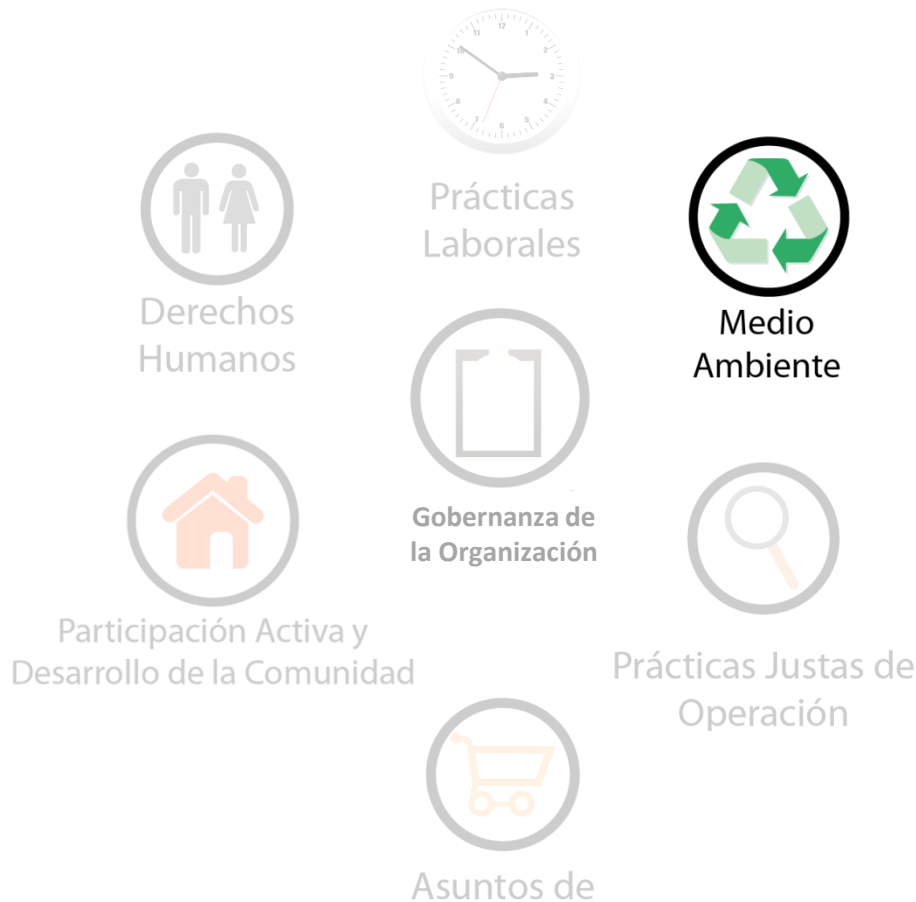 Prácticas
Laborales
Derechos
Humanos
Medio
Ambiente
Gobernanza de
la Organización
Participación Activa y
Desarrollo de la Comunidad
Prácticas Justas de
Operación
Asuntos de